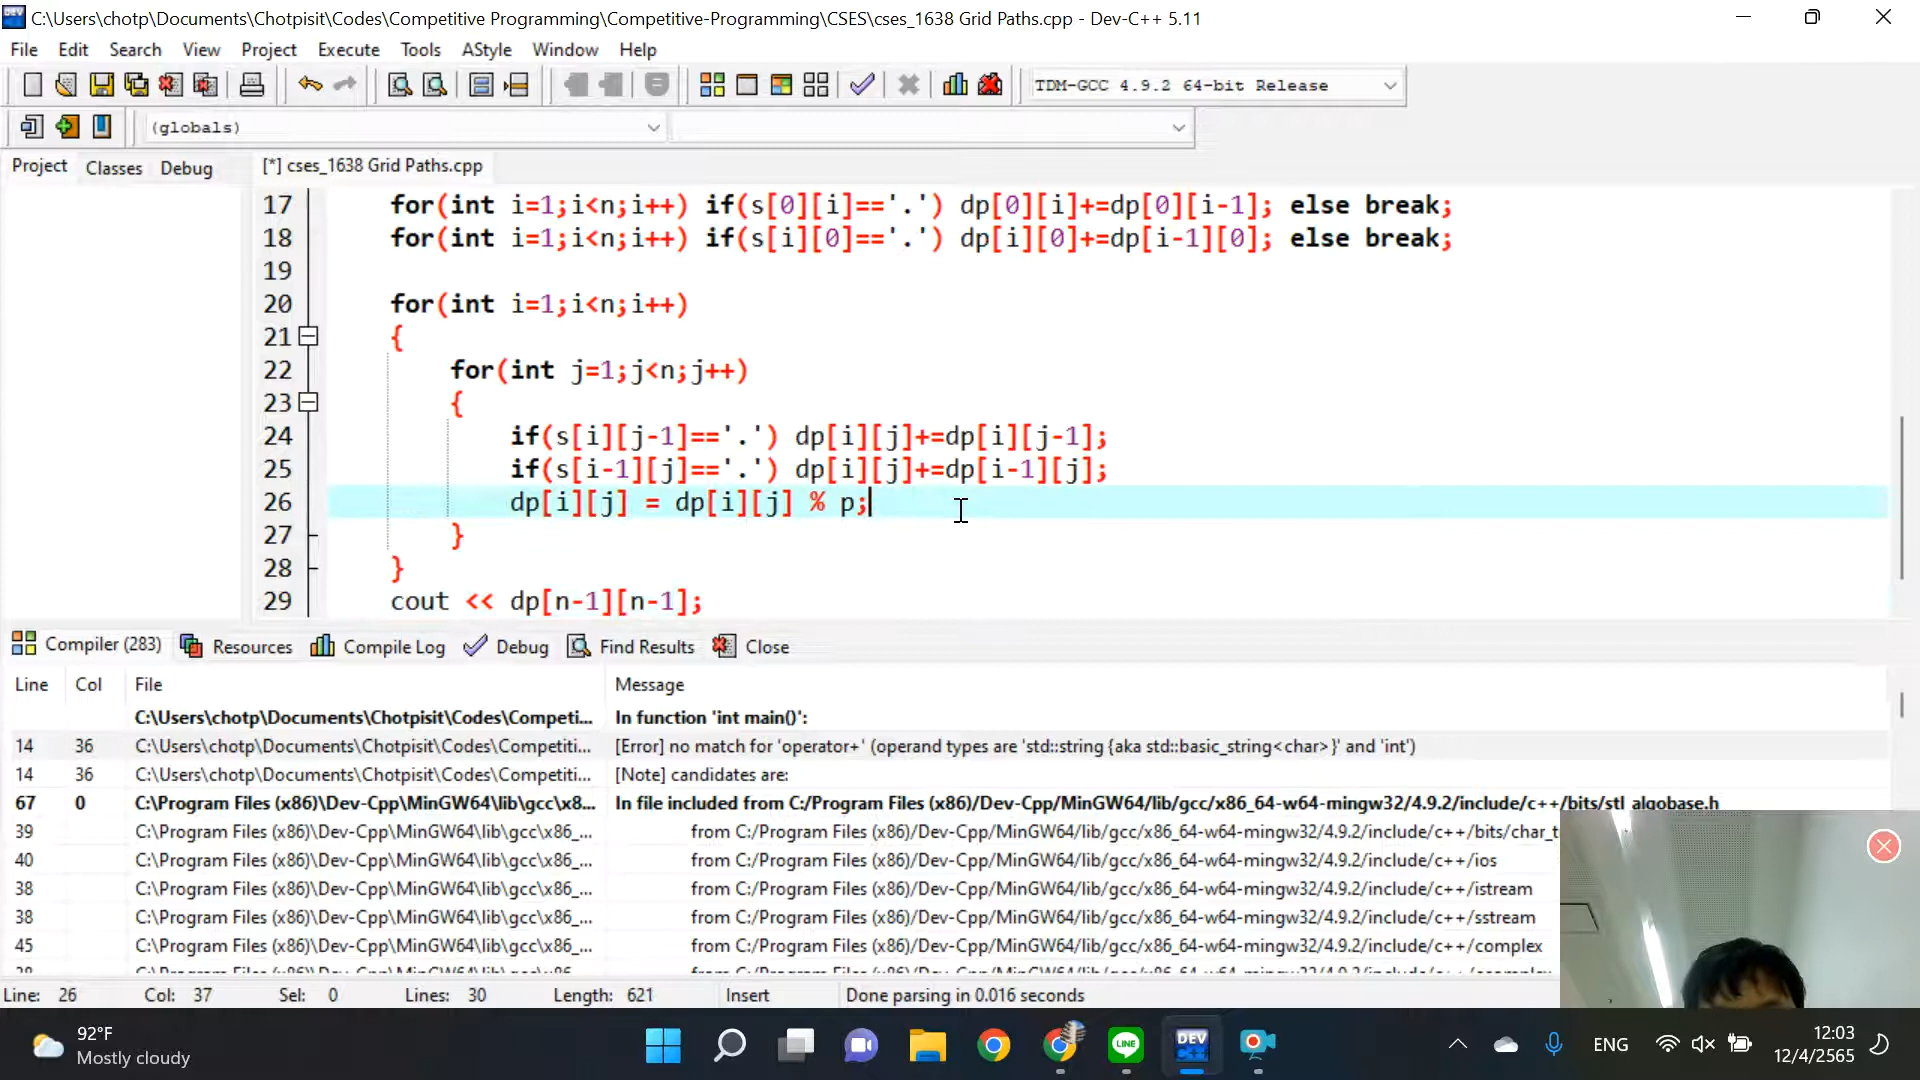 C:\Users\chotp\Documents\Chotpisit\Codes\Competitive Programming\Competitive-Programming\CSES\cses_1638 Grid Paths.cpp - Dev-C++ 5.11
File Edit Search View Project Execute Tools AStyle Window Help
TDM-GCC 4.9.2 64-bit Release
(globals)
Project Classes Debug [*] cses_1638 Grid Paths.cpp
17 for(int i=1;i<n;i++) if(s[0][i]=='.') dp[0][i]+=dp[0][i-1]; else break;
18 for(int i=1;i<n;i++) if(s[i][0]=='.') dp[i][0]+=dp[i-1][0]; else break;
19
20 for(int i=1;i<n;i++)
21 {
22 for(int j=1;j<n;j++)
23 {
24 if(s[i][j-1]=='.') dp[i][j]+=dp[i][j-1];
25 if(s[i-1][j]=='.') dp[i][j]+=dp[i-1][j];
26 dp[i][j] = dp[i][j] % p;
27 }
28 }
29 cout << dp[n-1][n-1];
Compiler (283) Resources Compile Log Debug Find Results Close
Line Col File Message
C:\Users\chotp\Documents\Chotpisit\Codes\Competi... In function 'int main()':
14 36 C:\Users\chotp\Documents\Chotpisit\Codes\Competiti... [Error] no match for 'operator+' (operand types are 'std::string {aka std::basic_string<char>}' and 'int')
14 36 C:\Users\chotp\Documents\Chotpisit\Codes\Competiti... [Note] candidates are:
67 0 C:\Program Files (x86)\Dev-Cpp\MinGW64\lib\gcc\x8... In file included from C:/Program Files (x86)/Dev-Cpp/MinGW64/lib/gcc/x86_64-w64-mingw32/4.9.2/include/c++/bits/stl_algobase.h
39 C:\Program Files (x86)\Dev-Cpp\MinGW64\lib\gcc\x86_... from C:/Program Files (x86)/Dev-Cpp/MinGW64/lib/gcc/x86_64-w64-mingw32/4.9.2/include/c++/bits/char_t
40 C:\Program Files (x86)\Dev-Cpp\MinGW64\lib\gcc\x86_... from C:/Program Files (x86)/Dev-Cpp/MinGW64/lib/gcc/x86_64-w64-mingw32/4.9.2/include/c++/ios
38 C:\Program Files (x86)\Dev-Cpp\MinGW64\lib\gcc\x86_... from C:/Program Files (x86)/Dev-Cpp/MinGW64/lib/gcc/x86_64-w64-mingw32/4.9.2/include/c++/istream
38 C:\Program Files (x86)\Dev-Cpp\MinGW64\lib\gcc\x86_... from C:/Program Files (x86)/Dev-Cpp/MinGW64/lib/gcc/x86_64-w64-mingw32/4.9.2/include/c++/sstream
45 C:\Program Files (x86)\Dev-Cpp\MinGW64\lib\gcc\x86_... from C:/Program Files (x86)/Dev-Cpp/MinGW64/lib/gcc/x86_64-w64-mingw32/4.9.2/include/c++/complex
Line: 26 Col: 37 Sel: 0 Lines: 30 Length: 621 Insert Done parsing in 0.016 seconds
92°F
Mostly cloudy
LINE
DEV
C++
ENG
12:03
12/4/2565